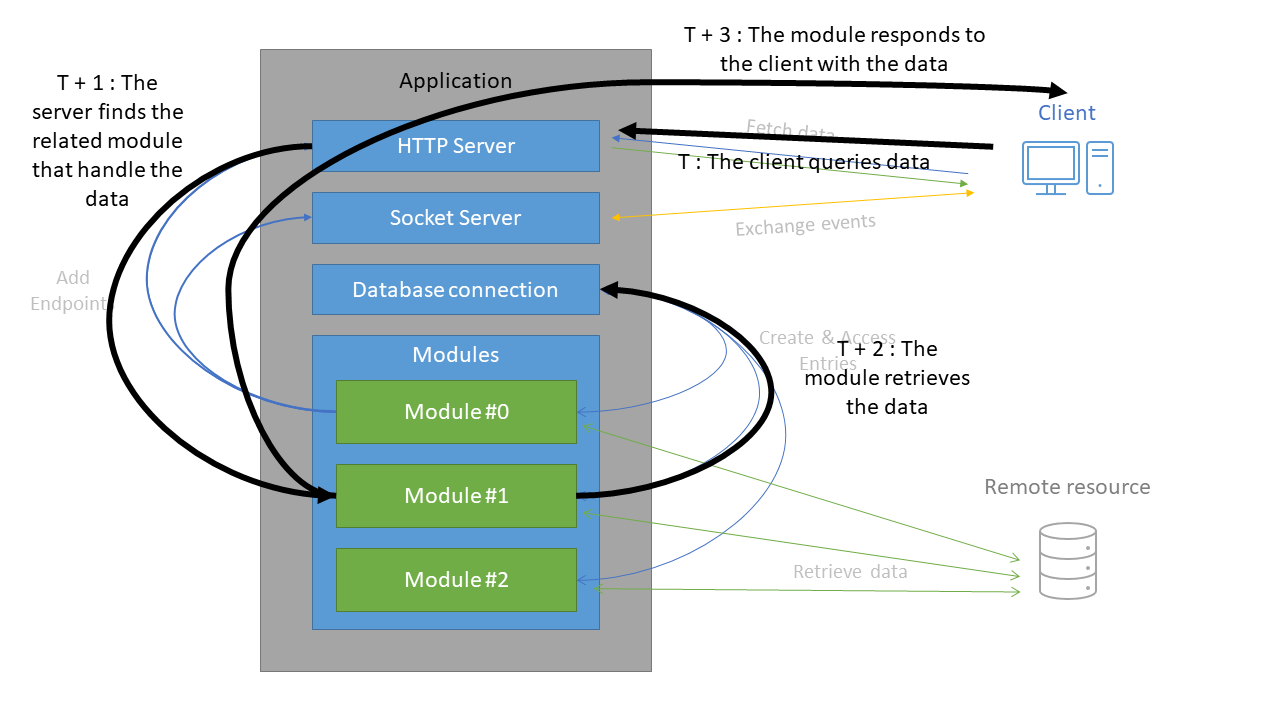 T + 3 : The module responds to
the client with the data
Application
T + 1 : The
server finds the
related module
that handle the
data
Client
Fetch data
HTTP Server
T : The client queries data
Socket Server
Exchange events
Add
Endpoints
Database connection
Create & Access
Entries
T + 2 : The
module retrieves
the data
Modules
Module #0
Module #1
Remote resource
Module #2
Retrieve data